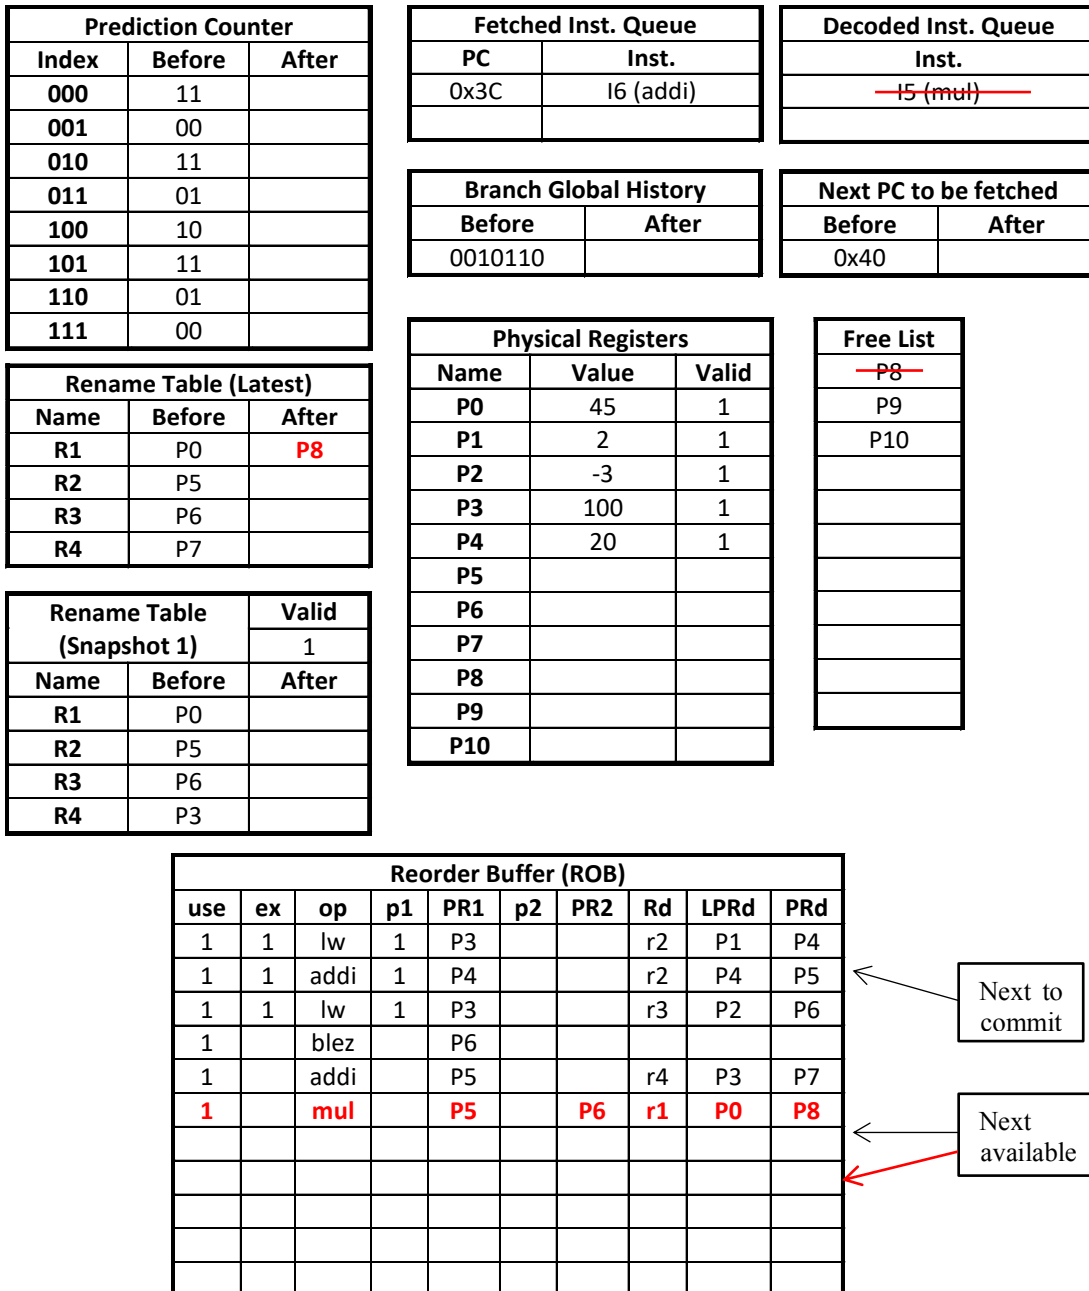 Prediction Counter
Index Before After
000 11
001 00
010 11
011 01
100 10
101 11
110 01
111 00
Fetched Inst. Queue
PC Inst.
0x3C I6 (addi)
Decoded Inst. Queue
Inst.
I5 (mul)
Branch Global History
Before After
0010110
Next PC to be fetched
Before After
0x40
Rename Table (Latest)
Name Before After
R1 P0 P8
R2 P5
R3 P6
R4 P7
Physical Registers
Name Value Valid
P0 45 1
P1 2 1
P2 -3 1
P3 100 1
P4 20 1
P5
P6
P7
P8
P9
P10
Free List
P8
P9
P10
Rename Table Valid
(Snapshot 1) 1
Name Before After
R1 P0
R2 P5
R3 P6
R4 P3
Reorder Buffer (ROB)
use ex op p1 PR1 p2 PR2 Rd LPRd PRd
1 1 lw 1 P3 r2 P1 P4
1 1 addi 1 P4 r2 P4 P5
1 1 lw 1 P3 r3 P2 P6
1 blez P6
1 addi P5 r4 P3 P7
1 mul P5 P6 r1 P0 P8
Next to
commit
Next
available